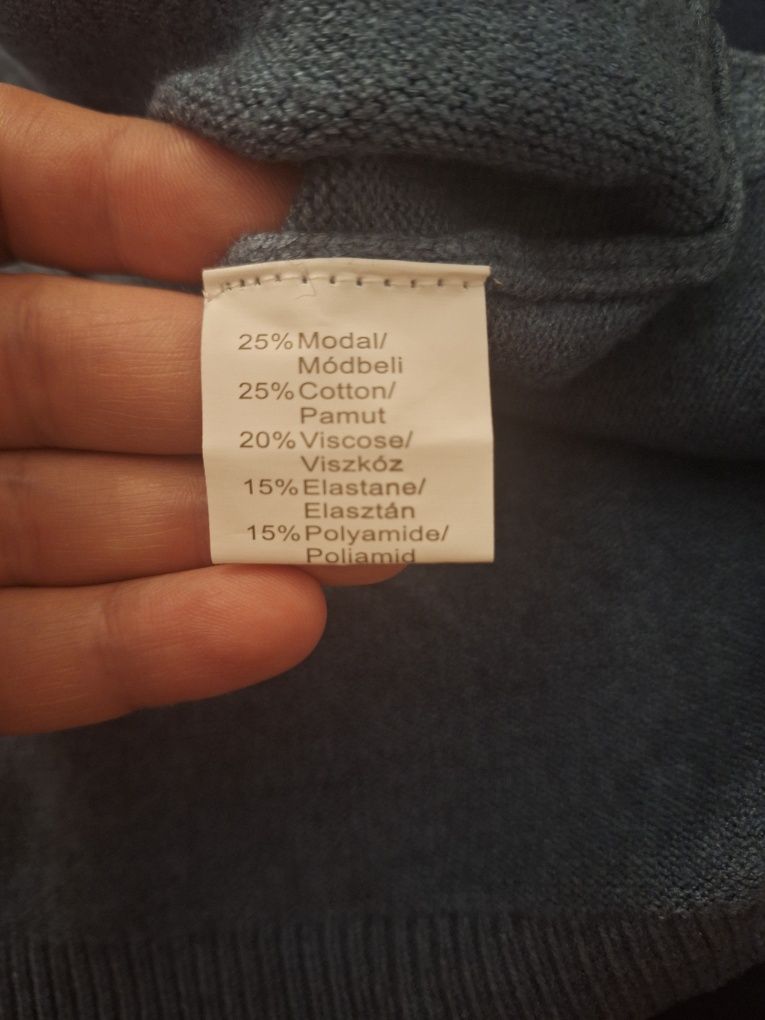 25% Modal/
Módbeli
25% Cotton/
Pamut
20% Viscose/
Viszkóz
15% Elastane/
Elasztán
15% Polyamide/
Poliamid